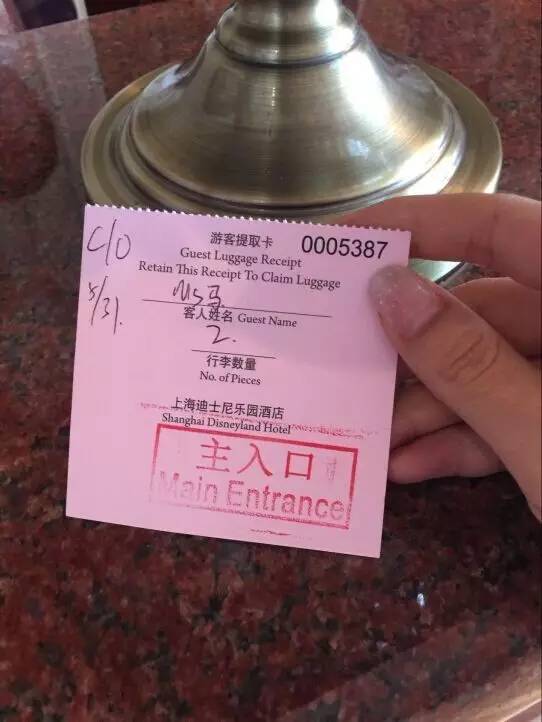 C/O
5/31.
游客提取卡
0005387
Guest Luggage Receipt
Retain This Receipt To Claim Luggage
Ms马
客人姓名 Guest Name
2.
行李数量
No. of Pieces
上海迪士尼乐园酒店
Shanghai Disneyland Hotel
主入口
Main Entrance